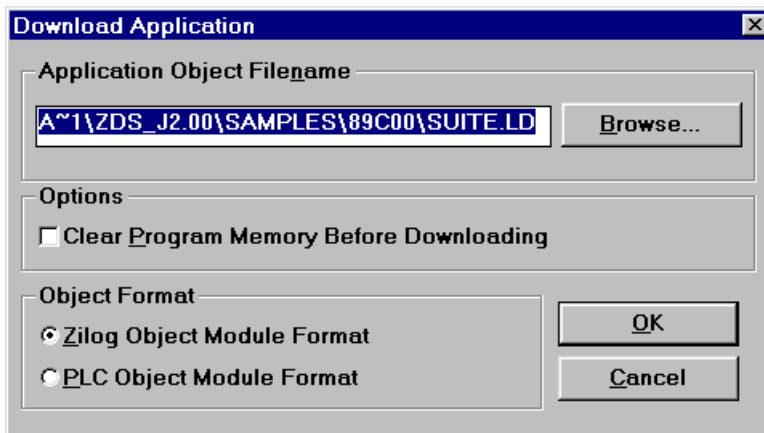 Download Application
Application Object Filename
A~1\ZDS_J2.00\SAMPLES\89C00\SUITE.LD
Browse...
Options
Clear Program Memory Before Downloading
Object Format
Zilog Object Module Format
PLC Object Module Format
OK
Cancel